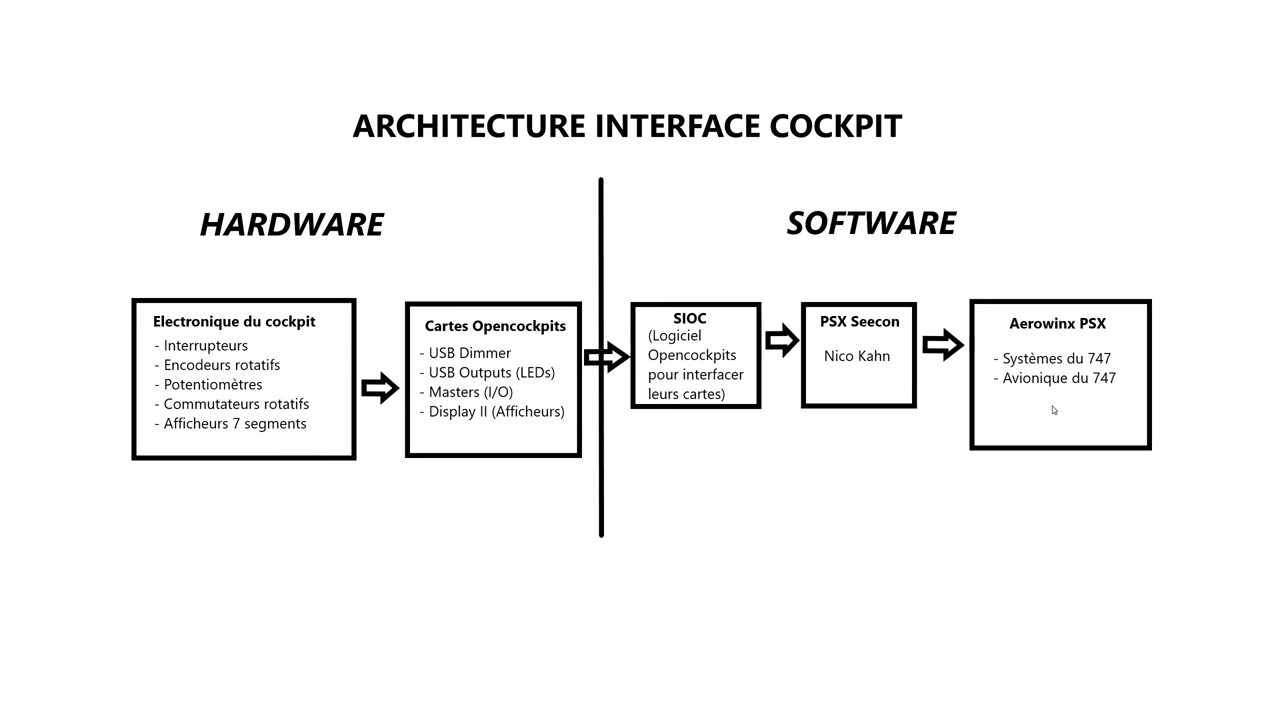 ARCHITECTURE INTERFACE COCKPIT
HARDWARE
SOFTWARE
Electronique du cockpit
- Interrupteurs
- Encodeurs rotatifs
- Potentiomètres
- Commutateurs rotatifs
- Afficheurs 7 segments
Cartes Opencockpits
- USB Dimmer
- USB Outputs (LEDs)
- Masters (I/O)
- Display II (Afficheurs)
SIOC
(Logiciel
Opencockpits
pour interfacer
leurs cartes)
PSX Seecon
Nico Kahn
Aerowinx PSX
- Systèmes du 747
- Avionique du 747